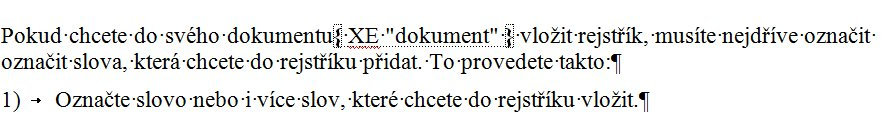 Pokud chcete do svého dokumentu{ XE "dokument" } vložit rejstřík, musíte nejdříve označit
označit slova, která chcete do rejstříku přidat. To provedete takto:¶
1) → Označte slovo nebo i více slov, které chcete do rejstříku vložit.¶